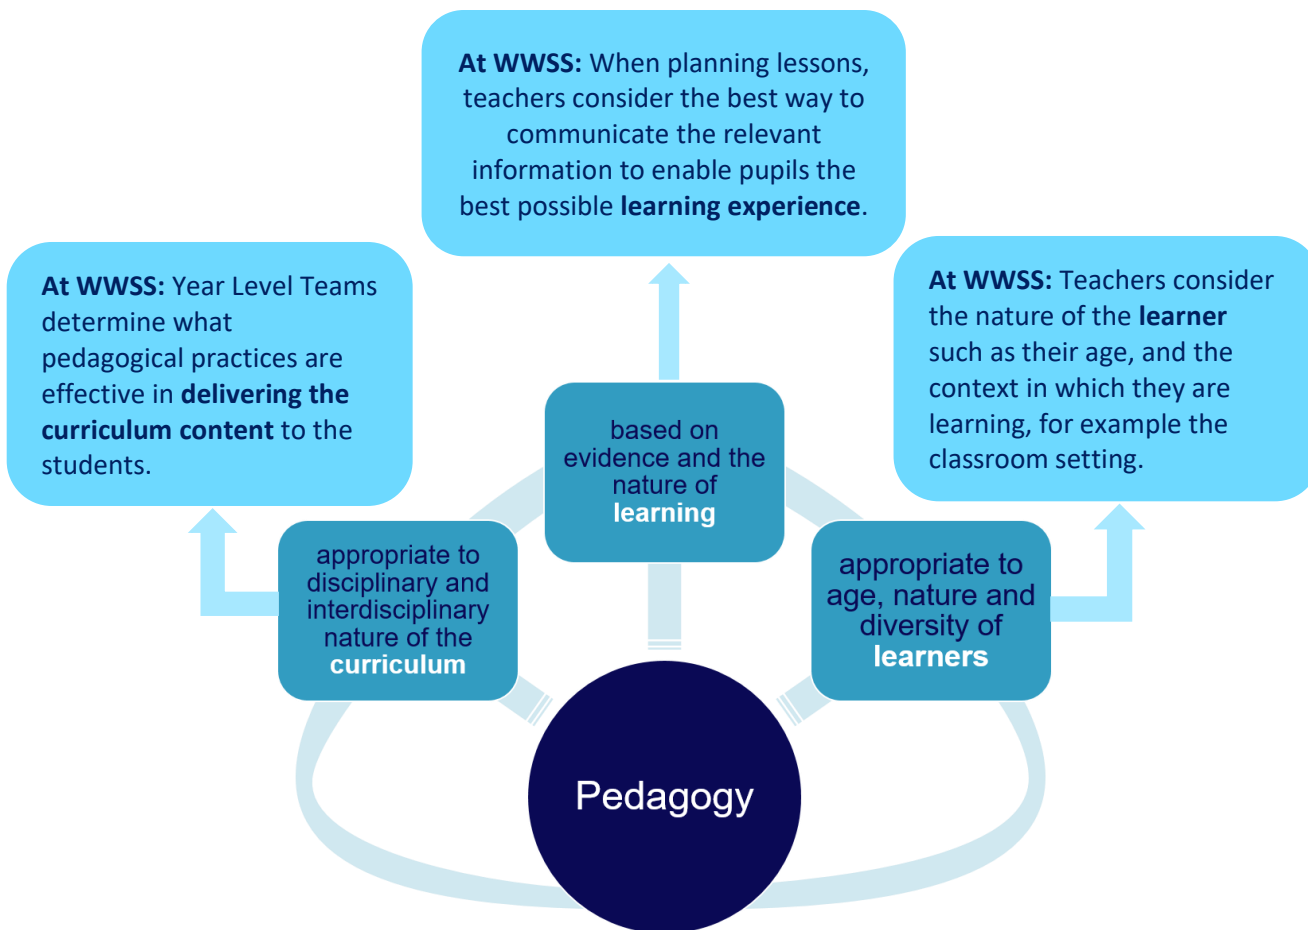 At WWSS: When planning lessons,
teachers consider the best way to
communicate the relevant
information to enable pupils the
best possible learning experience.
At WWSS: Year Level Teams
determine what
pedagogical practices are
effective in delivering the
curriculum content to the
students.
At WWSS: Teachers consider
the nature of the learner
such as their age, and the
context in which they are
learning, for example the
classroom setting.
based on
evidence and the
nature of
learning
appropriate to
disciplinary and
interdisciplinary
nature of the
curriculum
appropriate to
age, nature and
diversity of
learners
Pedagogy